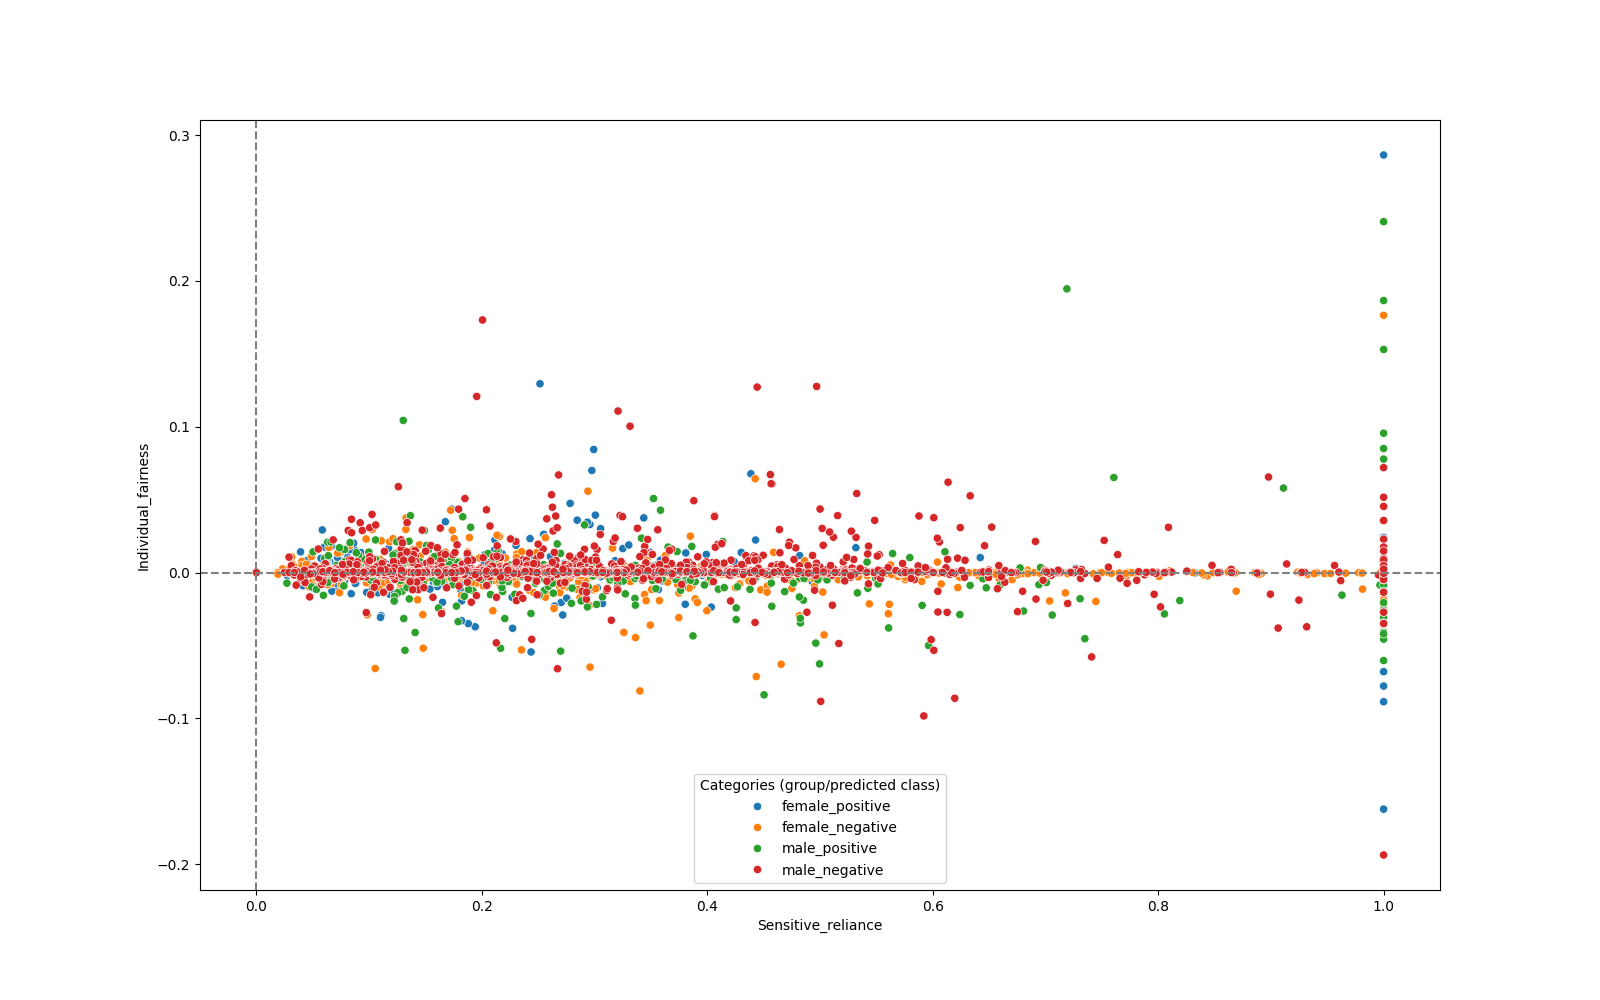 0.3
0.2
0.1
0.0
−0.1
−0.2
Individual_fairness
Categories (group/predicted class)
female_positive
female_negative
male_positive
male_negative
0.0 0.2 0.4 0.6 0.8 1.0
Sensitive_reliance